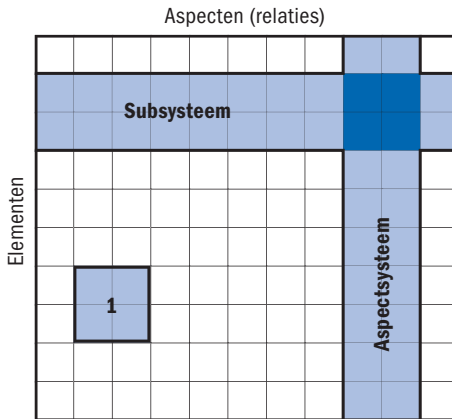 Aspecten (relaties)
Subsysteem
Elementen
Aspectsysteem
1